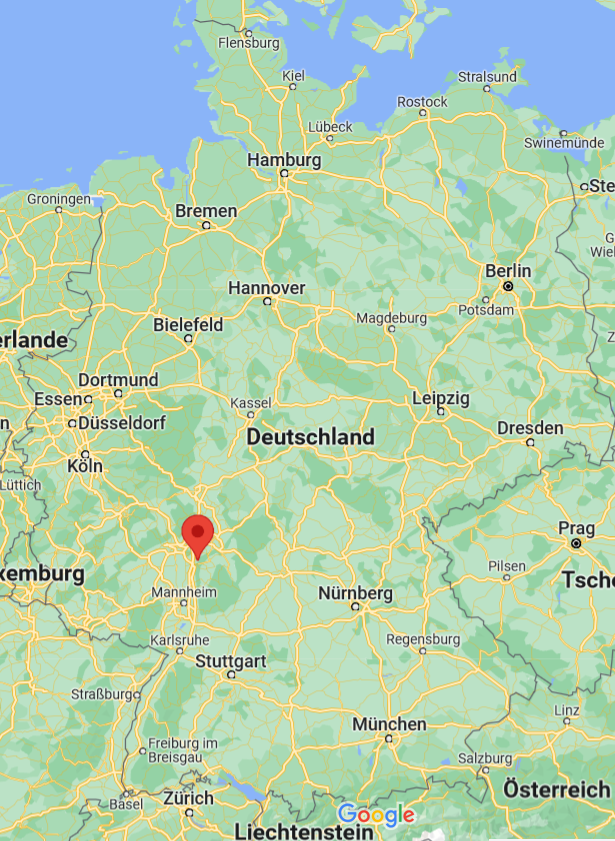 Flensburg
Kiel
Stralsund
Rostock
Lübeck
Swinemünde
Hamburg
Ste
Groningen
Bremen
G
Wiel
Berlin
Hannover
Potsdam
Magdeburg
Bielefeld
erlande
Z
Dortmund
Essen
Kassel
Leipzig
n
Düsseldorf
Deutschland
Dresden
Köln
Lüttich
Prag
Pilsen
xemburg
Tsche
Mannheim
Nürnberg
Karlsruhe
Regensburg
Stuttgart
Straßburg
Linz
München
Freiburg im
Breisgau
Salzburg
Österreich
Basel
Zürich
Google
Liechtenstein